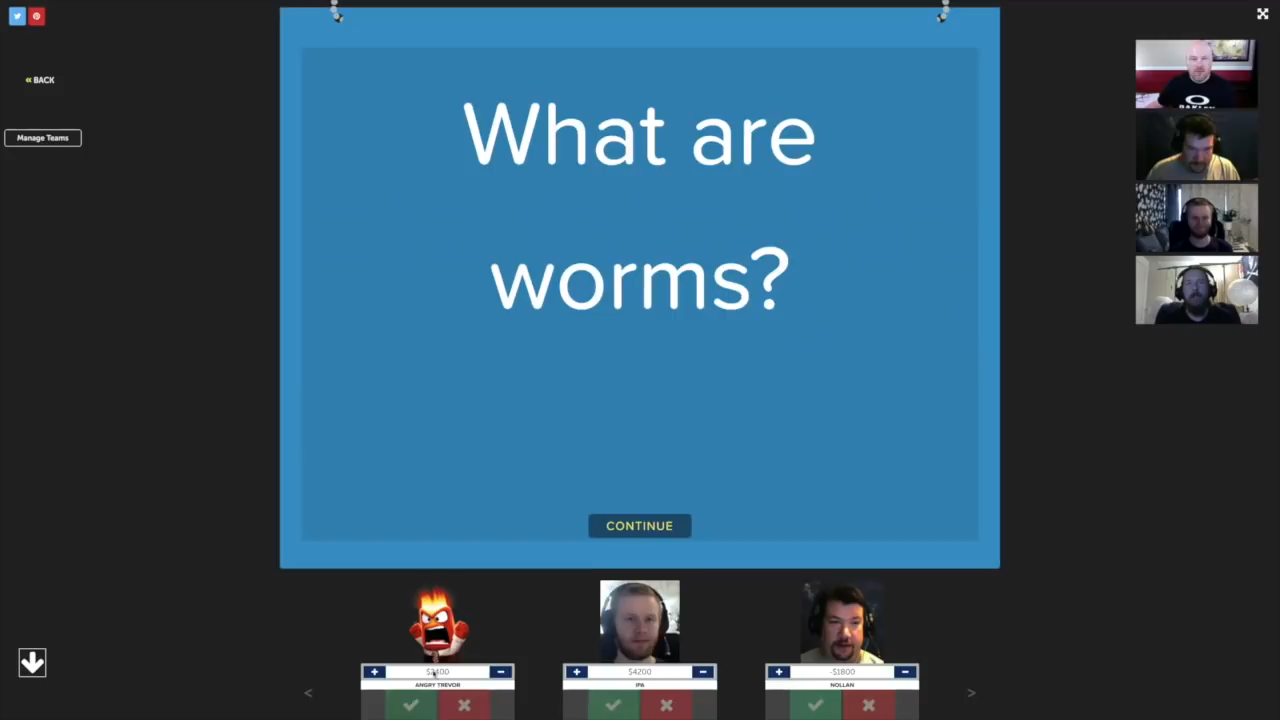 « BACK
Manage Teams
What are
worms?
CONTINUE
$4200
-$1800
ANGRY TREVOR
IPA
NOLLAN